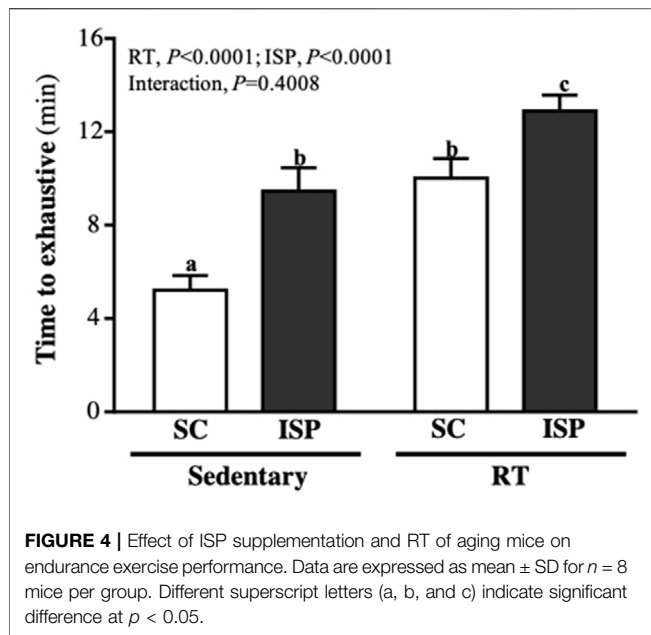 16
RT, P<0.0001; ISP, P<0.0001
Interaction, P=0.4008
c
12
b
b
8
a
4
0
Time to exhaustive (min)
SC ISP SC ISP
Sedentary RT
FIGURE 4 | Effect of ISP supplementation and RT of aging mice on
endurance exercise performance. Data are expressed as mean ± SD for n = 8
mice per group. Different superscript letters (a, b, and c) indicate significant
difference at p < 0.05.